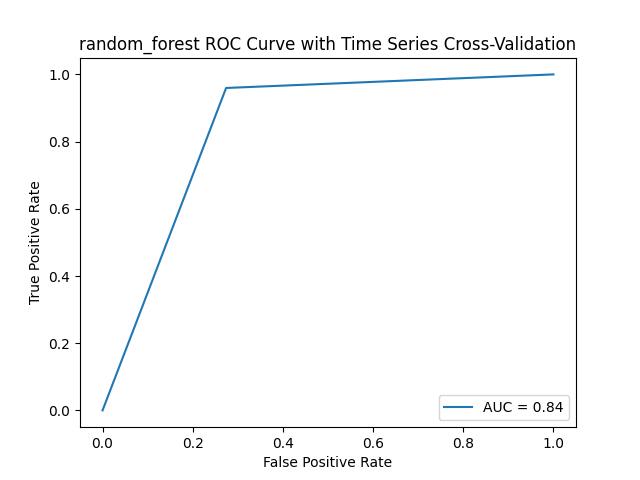 random_forest ROC Curve with Time Series Cross-Validation
1.0
0.8
0.6
0.4
0.2
0.0
True Positive Rate
0.0 0.2 0.4 0.6 0.8 1.0
False Positive Rate
AUC = 0.84